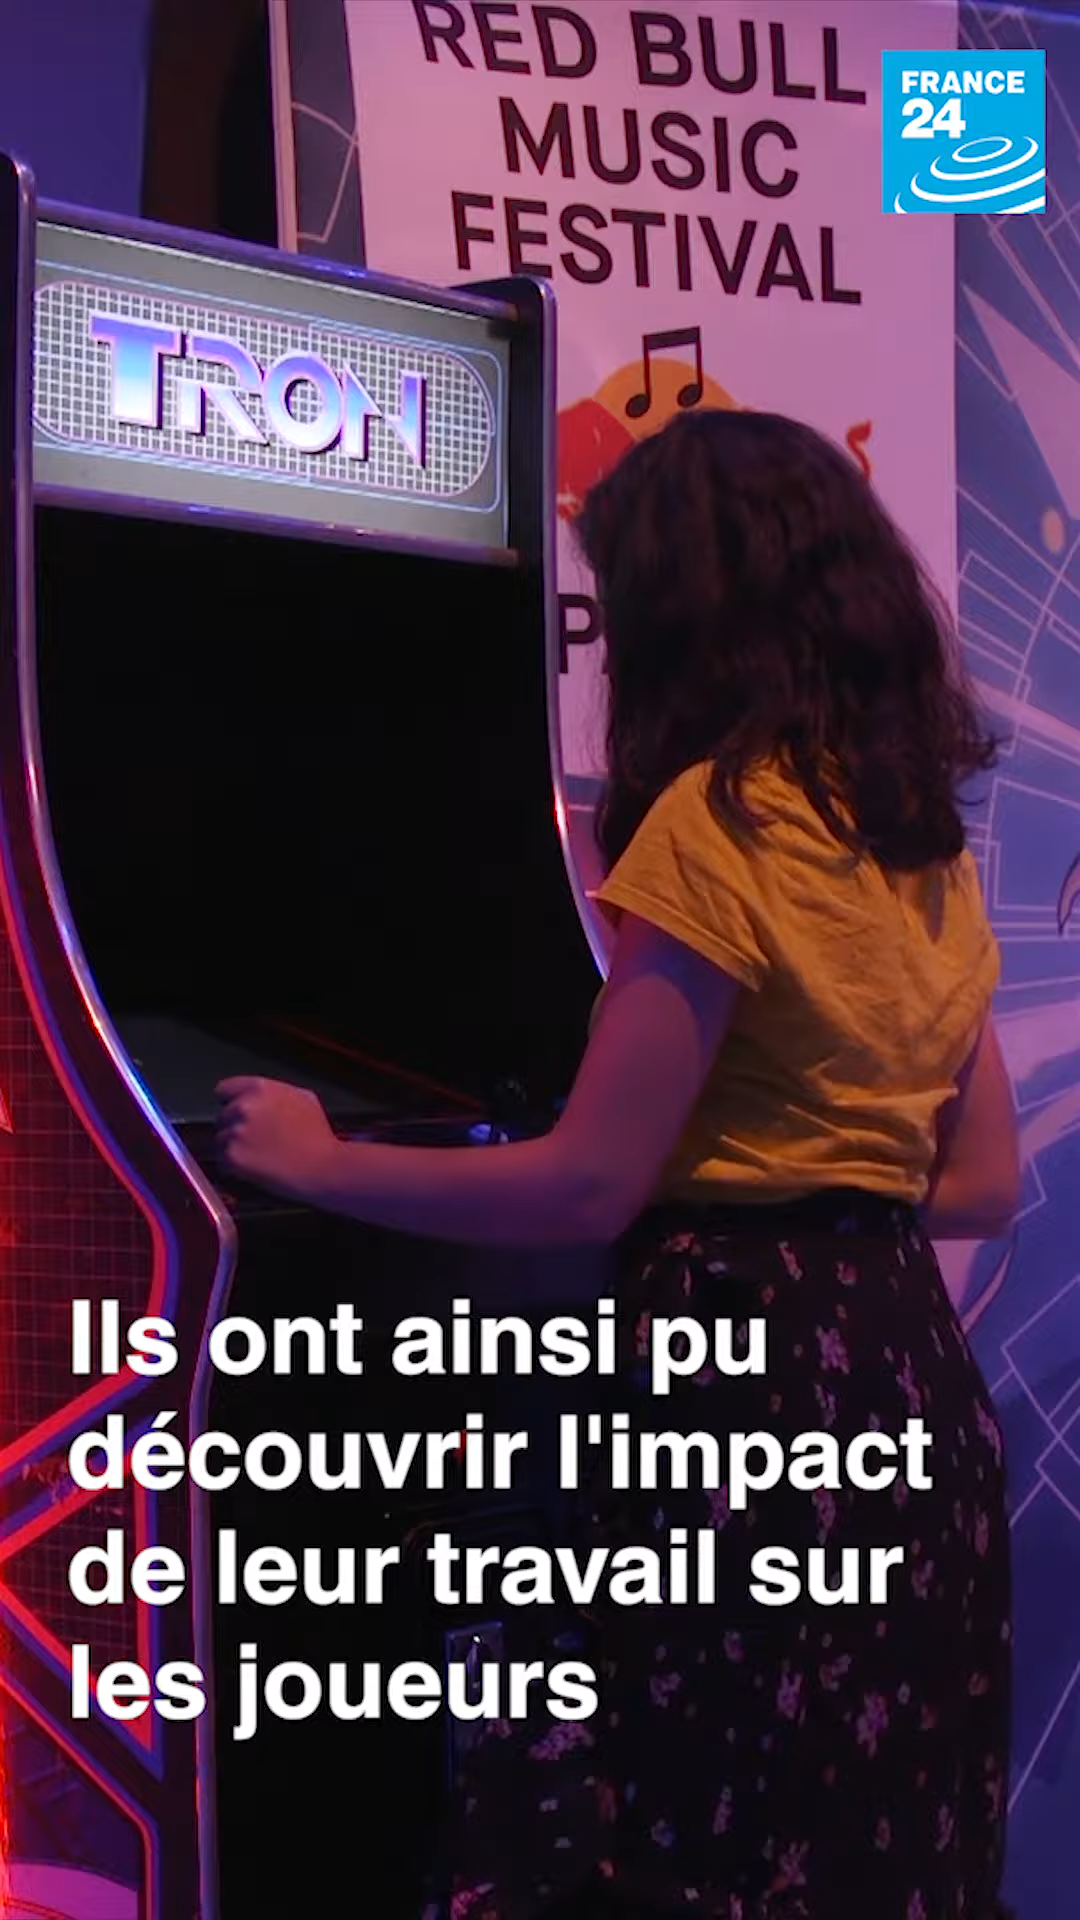 RED BULL
MUSIC
FESTIVAL
FRANCE
24
TRON
Ils ont ainsi pu
découvrir l'impact
de leur travail sur
les joueurs